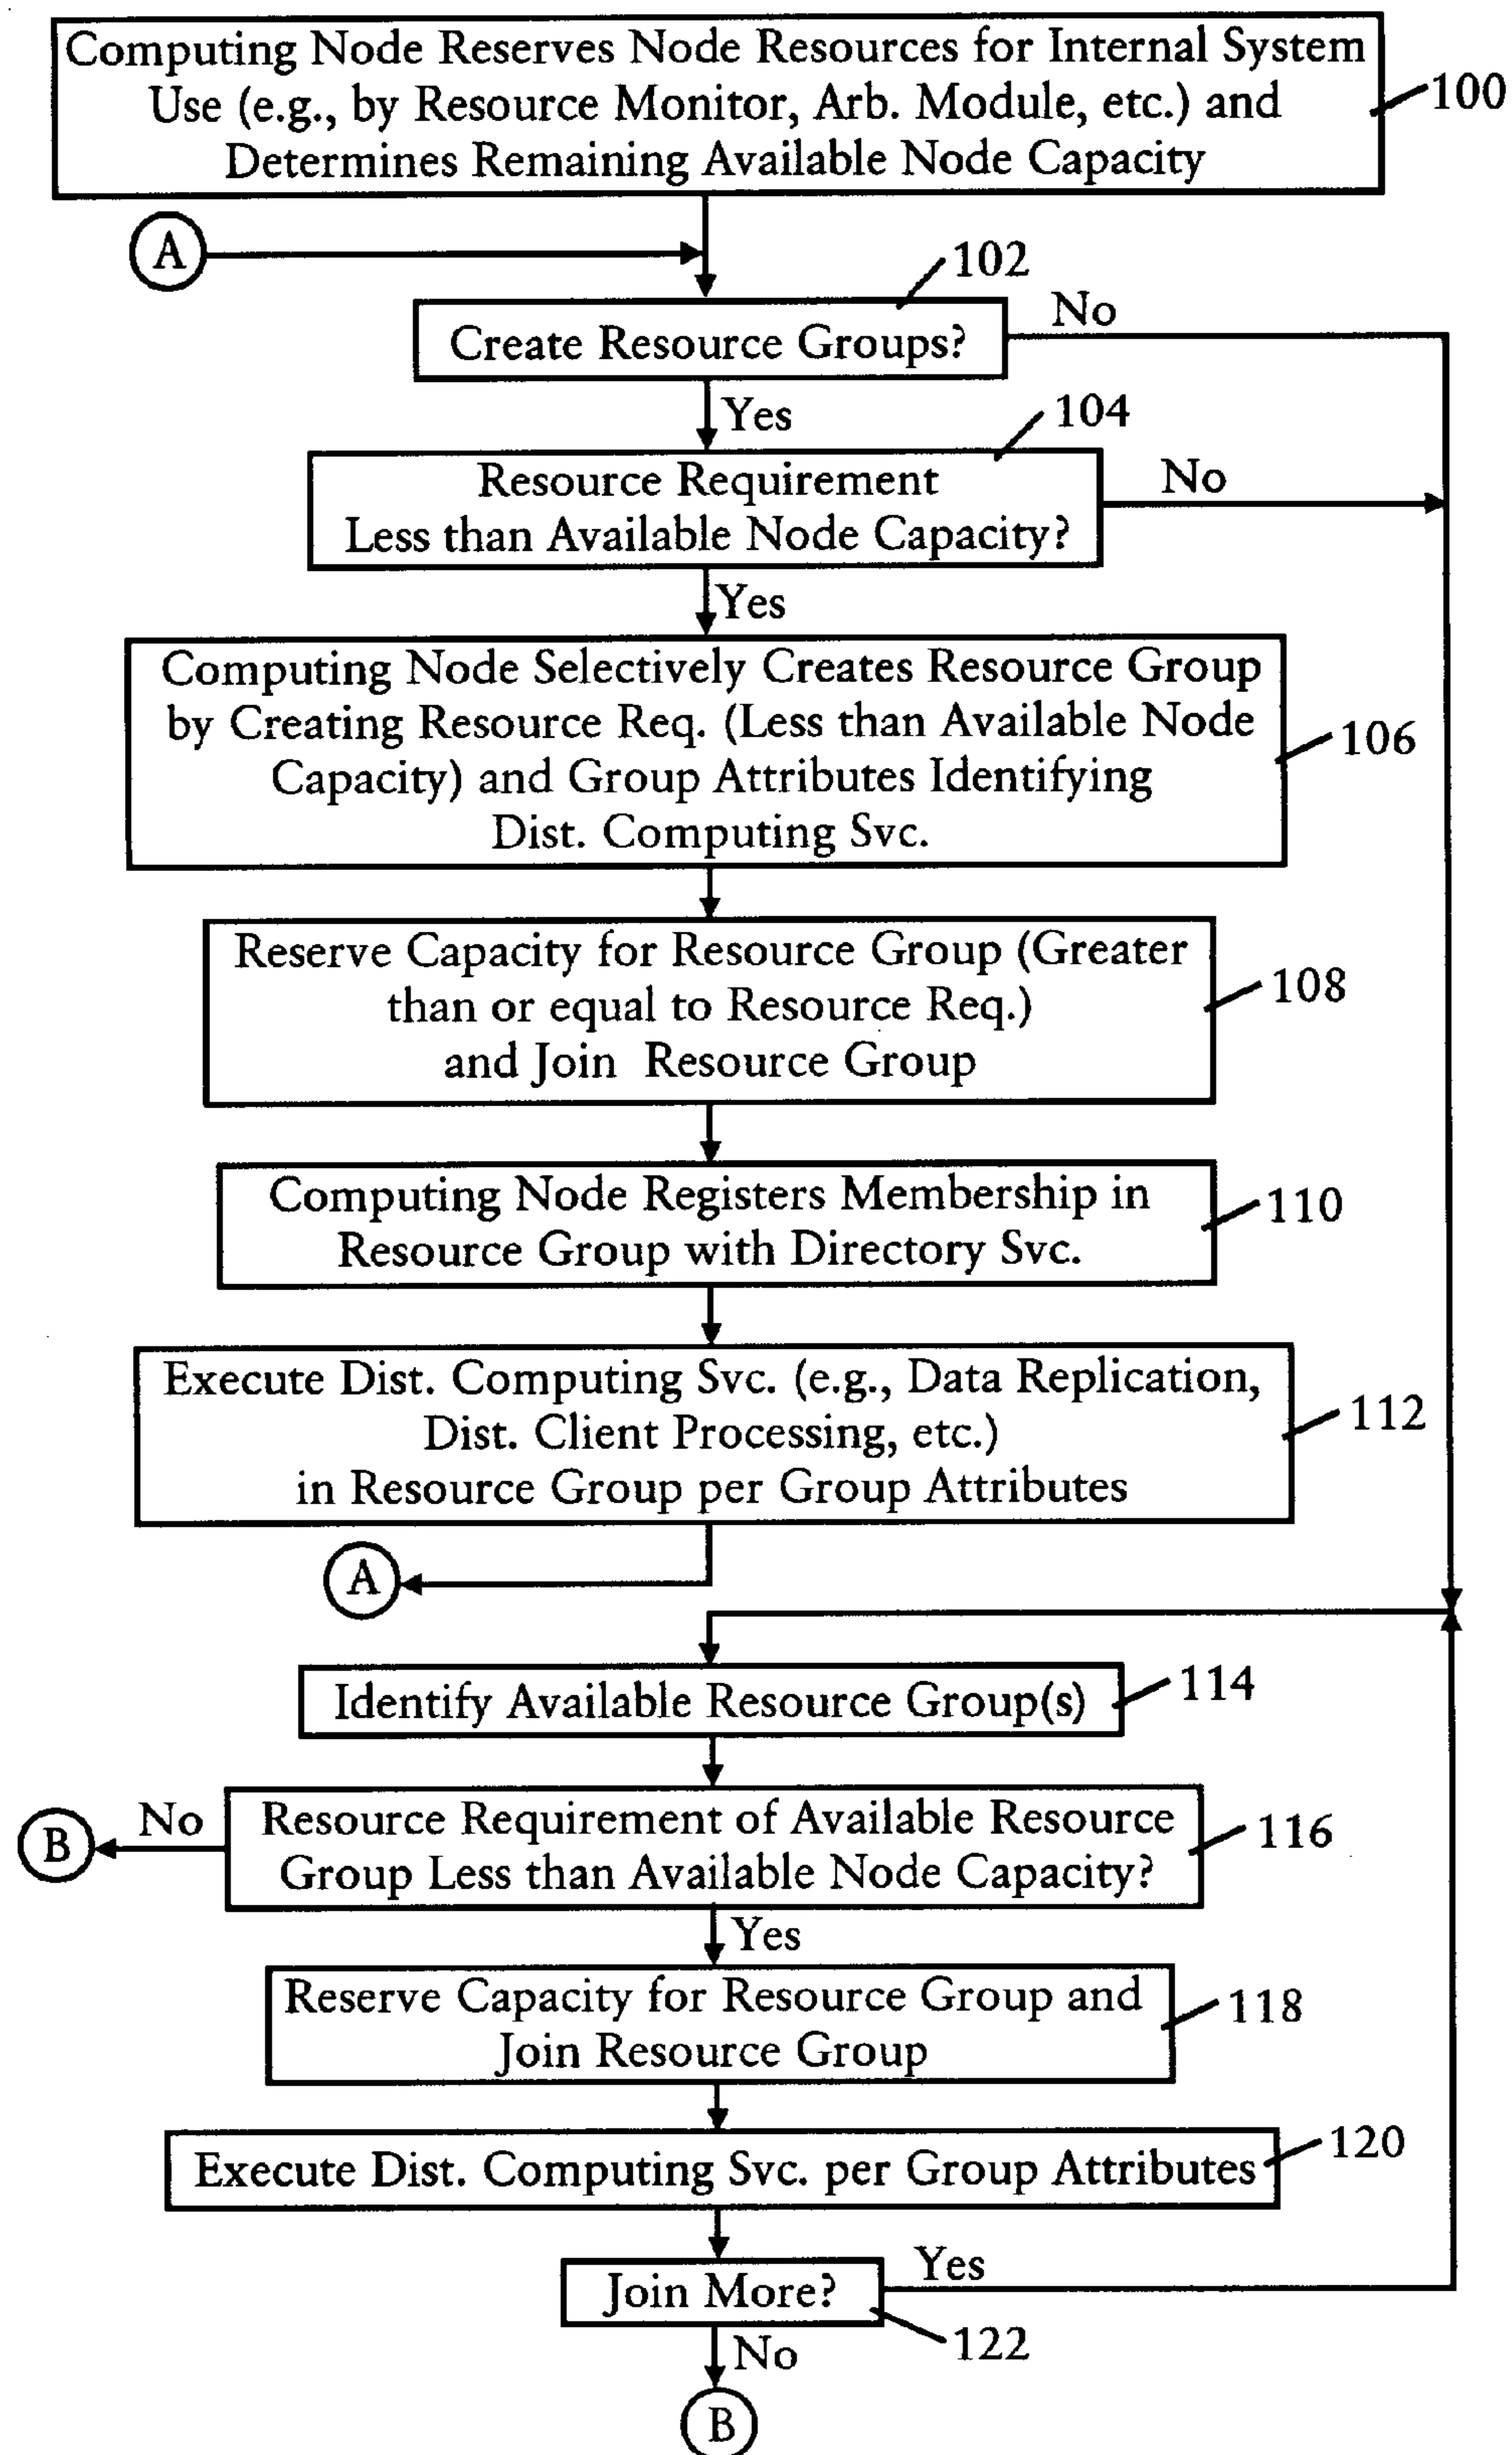 Computing Node Reserves Node Resources for Internal System
Use (e.g., by Resource Monitor, Arb. Module, etc.) and
Determines Remaining Available Node Capacity
100
A
102
Create Resource Groups?
No
Yes
104
Resource Requirement
Less than Available Node Capacity?
No
Yes
Computing Node Selectively Creates Resource Group
by Creating Resource Req. (Less than Available Node
Capacity) and Group Attributes Identifying
Dist. Computing Svc.
106
Reserve Capacity for Resource Group (Greater
than or equal to Resource Req.)
and Join Resource Group
108
Computing Node Registers Membership in
Resource Group with Directory Svc.
110
Execute Dist. Computing Svc. (e.g., Data Replication,
Dist. Client Processing, etc.)
in Resource Group per Group Attributes
112
A
Identify Available Resource Group(s)
114
B
No
Resource Requirement of Available Resource
Group Less than Available Node Capacity?
116
Yes
Reserve Capacity for Resource Group and
Join Resource Group
118
Execute Dist. Computing Svc. per Group Attributes
120
Join More?
Yes
122
No
B